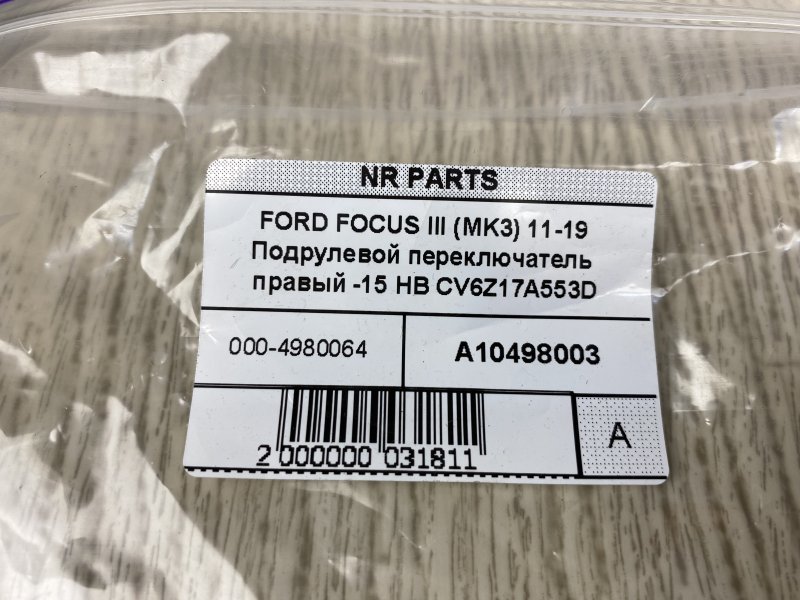 NR PARTS
FORD FOCUS III (MK3) 11-19
Подрулевой переключатель
правый -15 HB CV6Z17A553D
000-4980064
A10498003
2 000000 031811
A